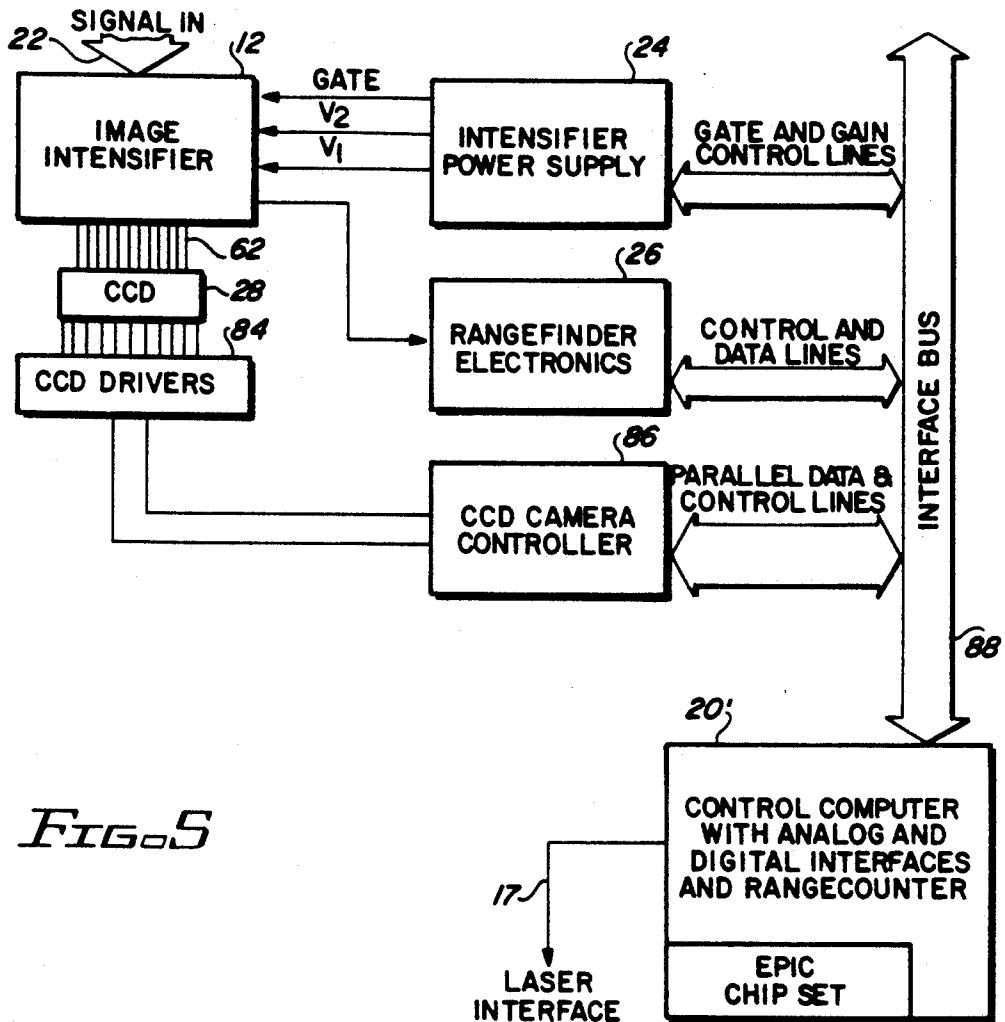 SIGNAL IN
22
12
IMAGE
INTENSIFIER
GATE
V2
V1
24
INTENSIFIER
POWER SUPPLY
GATE AND GAIN
CONTROL LINES
62
CCD
28
84
CCD DRIVERS
26
RANGEFINDER
ELECTRONICS
CONTROL AND
DATA LINES
86
CCD CAMERA
CONTROLLER
PARALLEL DATA &
CONTROL LINES
INTERFACE BUS
88
20'
CONTROL COMPUTER
WITH ANALOG AND
DIGITAL INTERFACES
AND RANGECOUNTER
EPIC
CHIP SET
17
LASER
INTERFACE
FIG. 5